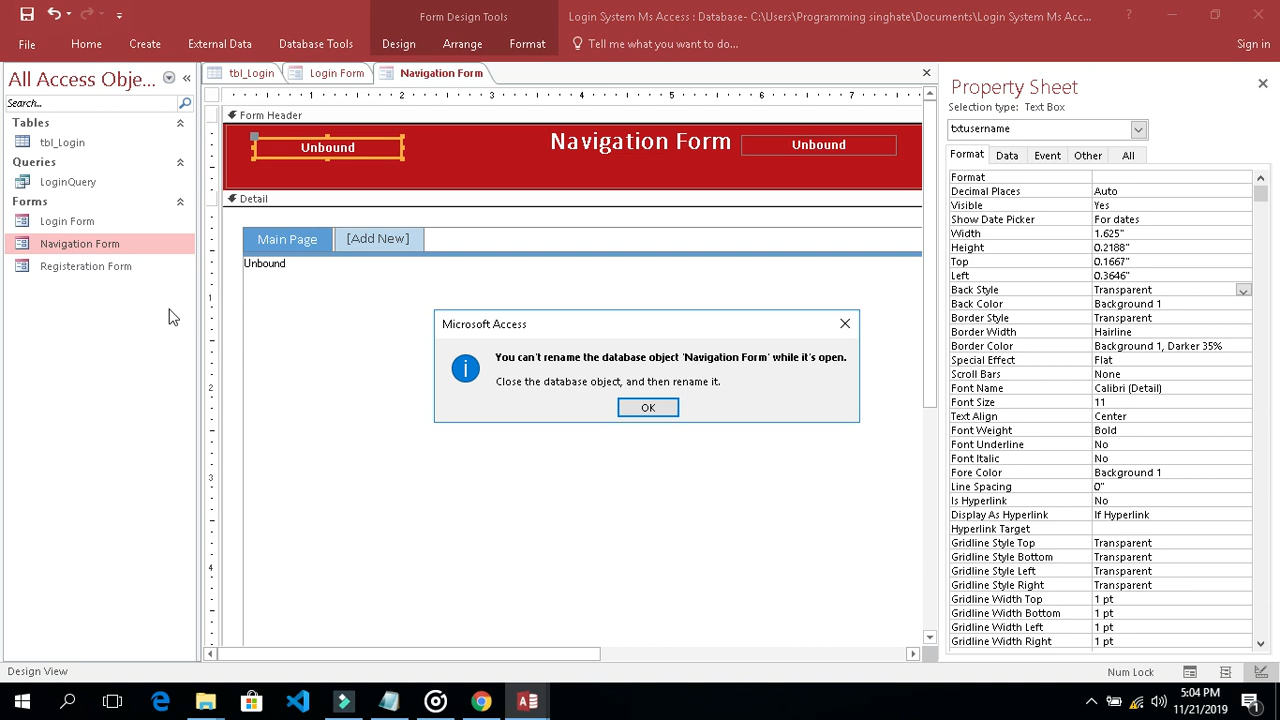 Form Design Tools
Login System Ms Access : Database- C:\Users\Programming singhate\Documents\Login System Ms Acc...
?
File Home Create External Data Database Tools Design Arrange Format Tell me what you want to do... Sign in
All Access Obje...
Search...
Tables
tbl_Login
Queries
LoginQuery
Forms
Login Form
Navigation Form
Registeration Form
tbl_Login Login Form Navigation Form
1 2 3 4 5 6 7
Form Header
Unbound Navigation Form Unbound
Detail
Main Page [Add New]
Unbound
1
2
3
4
Microsoft Access
You can't rename the database object 'Navigation Form' while it's open.
Close the database object, and then rename it.
OK
Property Sheet
Selection type: Text Box
txtusername
Format Data Event Other All
Format
Decimal Places Auto
Visible Yes
Show Date Picker For dates
Width 1.625"
Height 0.2188"
Top 0.1667"
Left 0.3646"
Back Style Transparent
Back Color Background 1
Border Style Transparent
Border Width Hairline
Border Color Background 1, Darker 35%
Special Effect Flat
Scroll Bars None
Font Name Calibri (Detail)
Font Size 11
Text Align Center
Font Weight Bold
Font Underline No
Font Italic No
Fore Color Background 1
Line Spacing 0"
Is Hyperlink No
Display As Hyperlink If Hyperlink
Hyperlink Target
Gridline Style Top Transparent
Gridline Style Bottom Transparent
Gridline Style Left Transparent
Gridline Style Right Transparent
Gridline Width Top 1 pt
Gridline Width Bottom 1 pt
Gridline Width Left 1 pt
Gridline Width Right 1 pt
Design View Num Lock
5:04 PM
11/21/2019
1